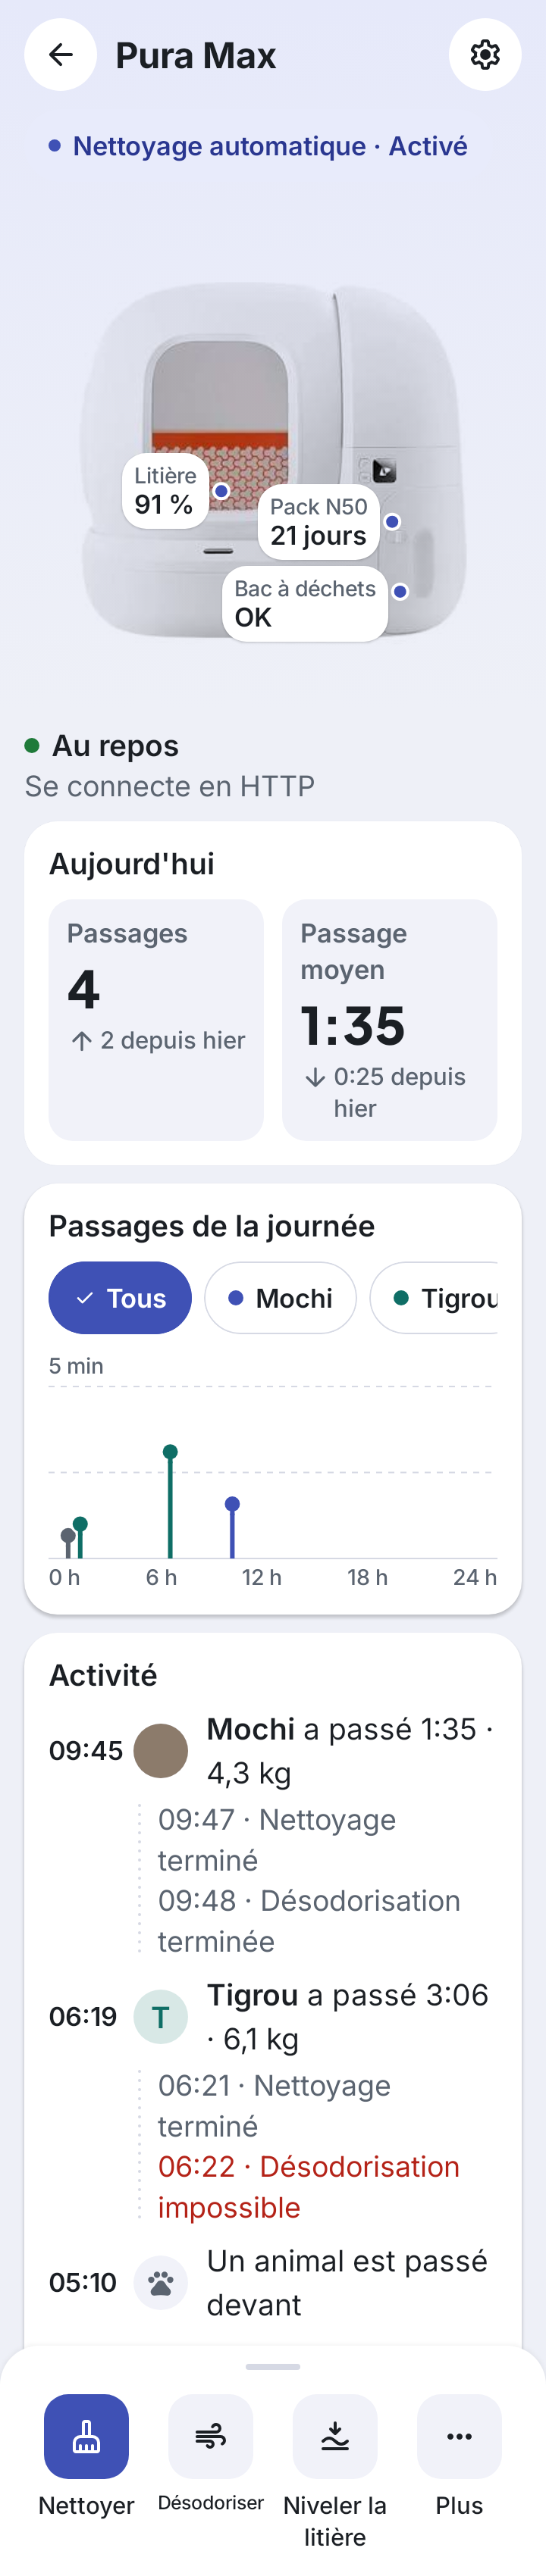 Pura Max
Nettoyage automatique · Activé
Litière
91 %
Pack N50
21 jours
Bac à déchets
OK
Au repos
Se connecte en HTTP
Aujourd'hui
Passages
4
↑ 2 depuis hier
Passage
moyen
1:35
↓ 0:25 depuis
hier
Passages de la journée
Tous
Mochi
Tigrou
5 min
0 h
6 h
12 h
18 h
24 h
Activité
09:45
Mochi a passé 1:35 ·
4,3 kg
09:47 · Nettoyage
terminé
09:48 · Désodorisation
terminée
06:19
T
Tigrou a passé 3:06
· 6,1 kg
06:21 · Nettoyage
terminé
06:22 · Désodorisation
impossible
05:10
Un animal est passé
devant
Nettoyer
Désodoriser
Niveler la
litière
Plus